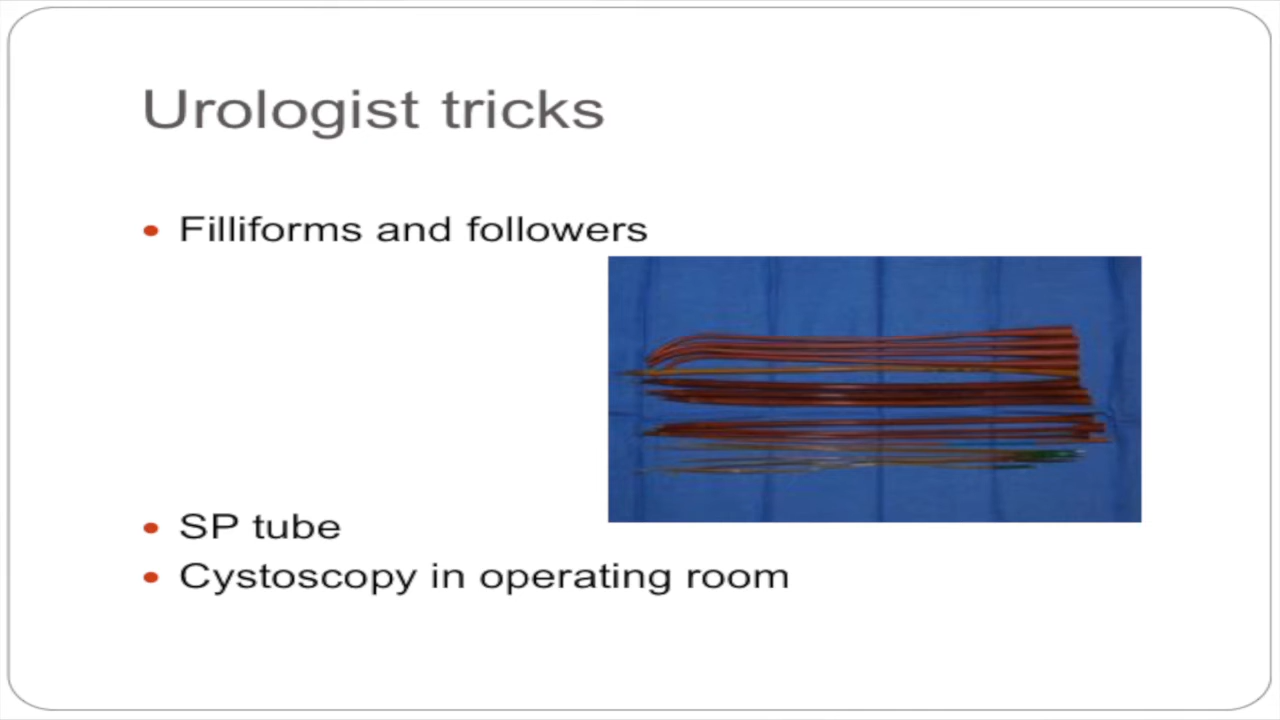 Urologist tricks
Filliforms and followers
SP tube
Cystoscopy in operating room